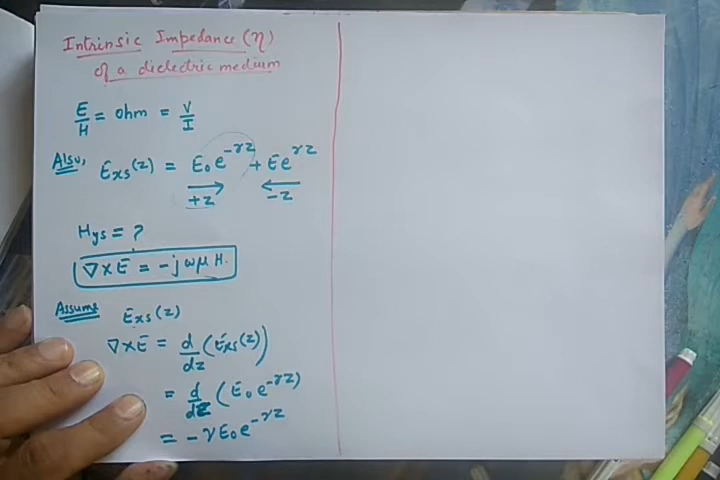 Intrinsic Impedance (η)
of a dielectric medium
E/H = ohm = V/I
Also, Exs(z) = E₀e^-γz + Ee^γz
+z -z
Hys = ?
∇×E̅ = -jωμ H.
Assume Exs(z)
∇×E̅ = d/dz (Exs(z))
= d/dz (E₀e^-γz)
= -γE₀e^-γz